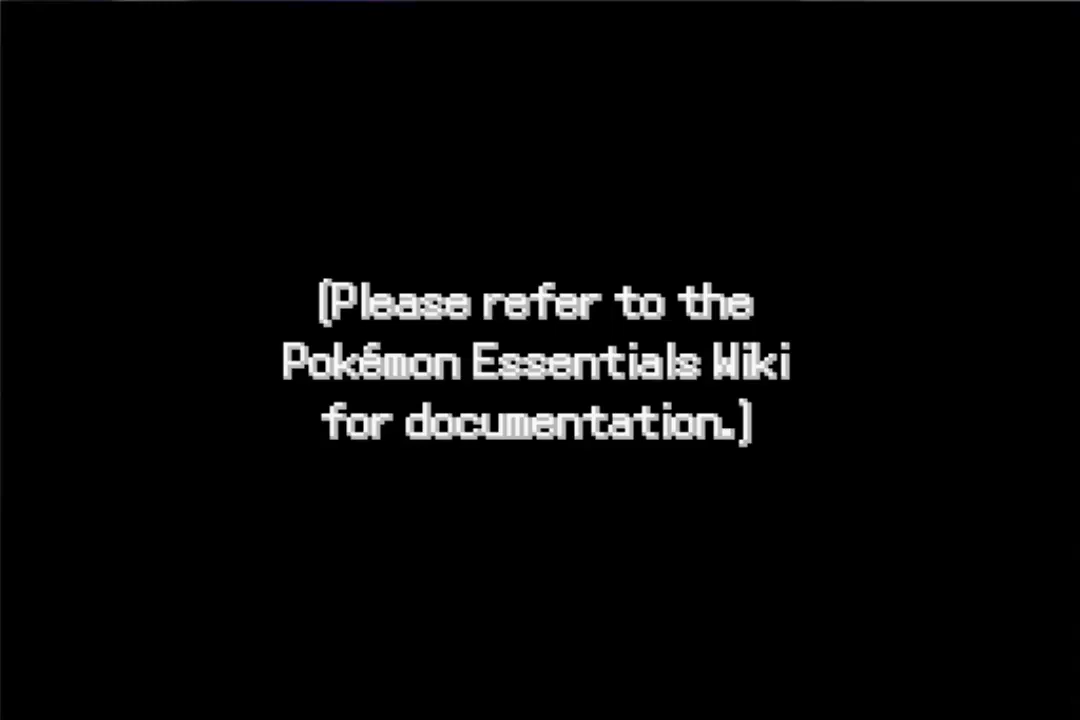 (Please refer to the
Pokémon Essentials Wiki
for documentation.)